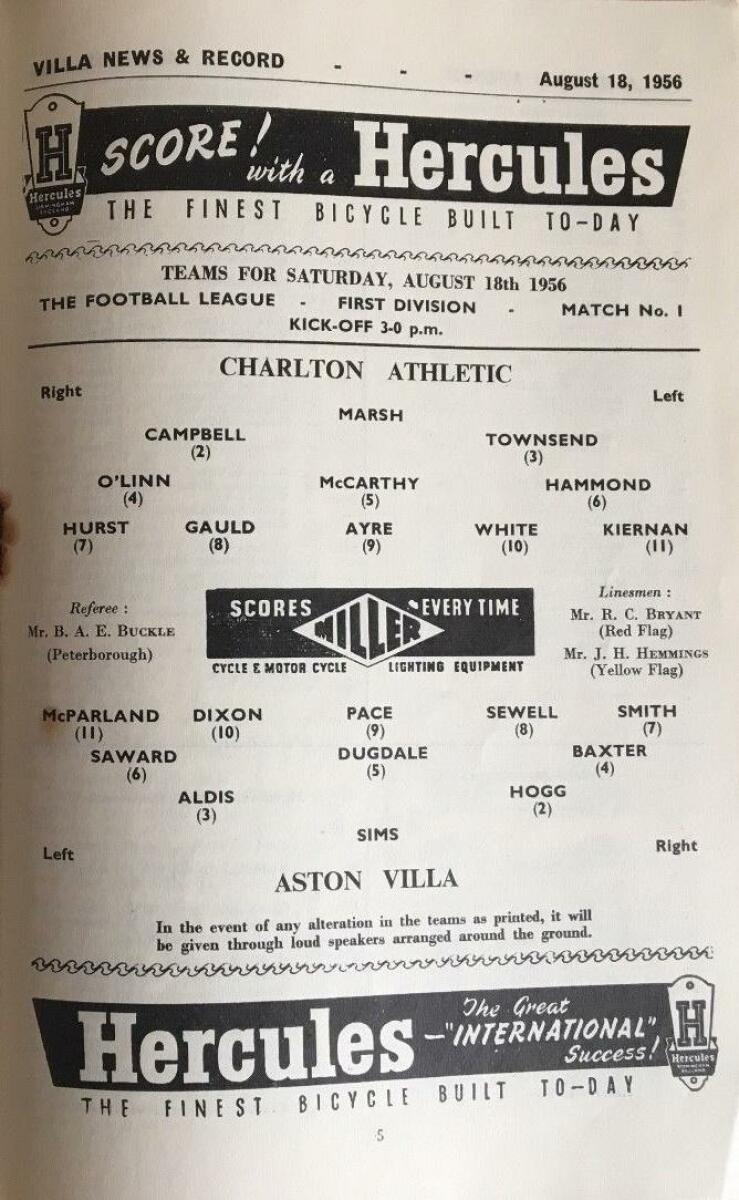 VILLA NEWS & RECORD - - - August 18, 1956
H
Hercules
BIRMINGHAM
ENGLAND
SCORE! with a Hercules
THE FINEST BICYCLE BUILT TO-DAY
TEAMS FOR SATURDAY, AUGUST 18th 1956
THE FOOTBALL LEAGUE - FIRST DIVISION - MATCH No. 1
KICK-OFF 3-0 p.m.
CHARLTON ATHLETIC
Right Left
MARSH
CAMPBELL TOWNSEND
(2) (3)
O'LINN McCARTHY HAMMOND
(4) (5) (6)
HURST GAULD AYRE WHITE KIERNAN
(7) (8) (9) (10) (11)
Referee :
Mr. B. A. E. BUCKLE
(Peterborough)
SCORES MILLER EVERY TIME
CYCLE & MOTOR CYCLE LIGHTING EQUIPMENT
Linesmen :
Mr. R. C. BRYANT
(Red Flag)
Mr. J. H. HEMMINGS
(Yellow Flag)
McPARLAND DIXON PACE SEWELL SMITH
(11) (10) (9) (8) (7)
SAWARD DUGDALE BAXTER
(6) (5) (4)
ALDIS HOGG
(3) (2)
SIMS
Left Right
ASTON VILLA
In the event of any alteration in the teams as printed, it will
be given through loud speakers arranged around the ground.
Hercules —"INTERNATIONAL"
The Great
Success!
H
Hercules
BIRMINGHAM
ENGLAND
THE FINEST BICYCLE BUILT TO-DAY
5